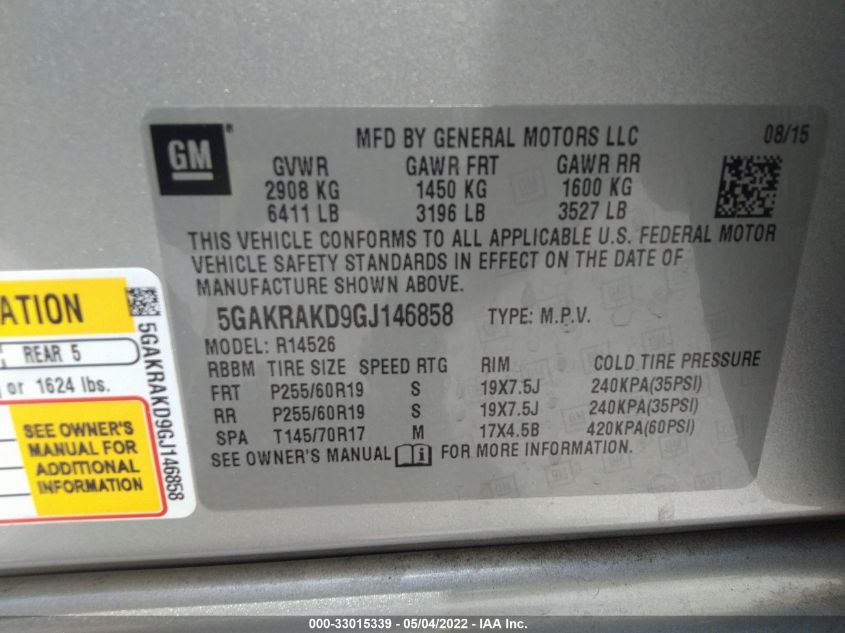 GM
MFD BY GENERAL MOTORS LLC 08/15
GVWR GAWR FRT GAWR RR
2908 KG 1450 KG 1600 KG
6411 LB 3196 LB 3527 LB
THIS VEHICLE CONFORMS TO ALL APPLICABLE U.S. FEDERAL MOTOR
VEHICLE SAFETY STANDARDS IN EFFECT ON THE DATE OF
MANUFACTURE SHOWN ABOVE.
5GAKRAKD9GJ146858 TYPE: M.P.V.
MODEL: R14526
RBBM TIRE SIZE SPEED RTG RIM COLD TIRE PRESSURE
FRT P255/60R19 S 19X7.5J 240KPA(35PSI)
RR P255/60R19 S 19X7.5J 240KPA(35PSI)
SPA T145/70R17 M 17X4.5B 420KPA(60PSI)
SEE OWNER'S MANUAL FOR MORE INFORMATION.
ATION
REAR 5
or 1624 lbs.
SEE OWNER'S
MANUAL FOR
ADDITIONAL
INFORMATION
5GAKRAKD9GJ146858
000-33015339 - 05/04/2022 - IAA Inc.